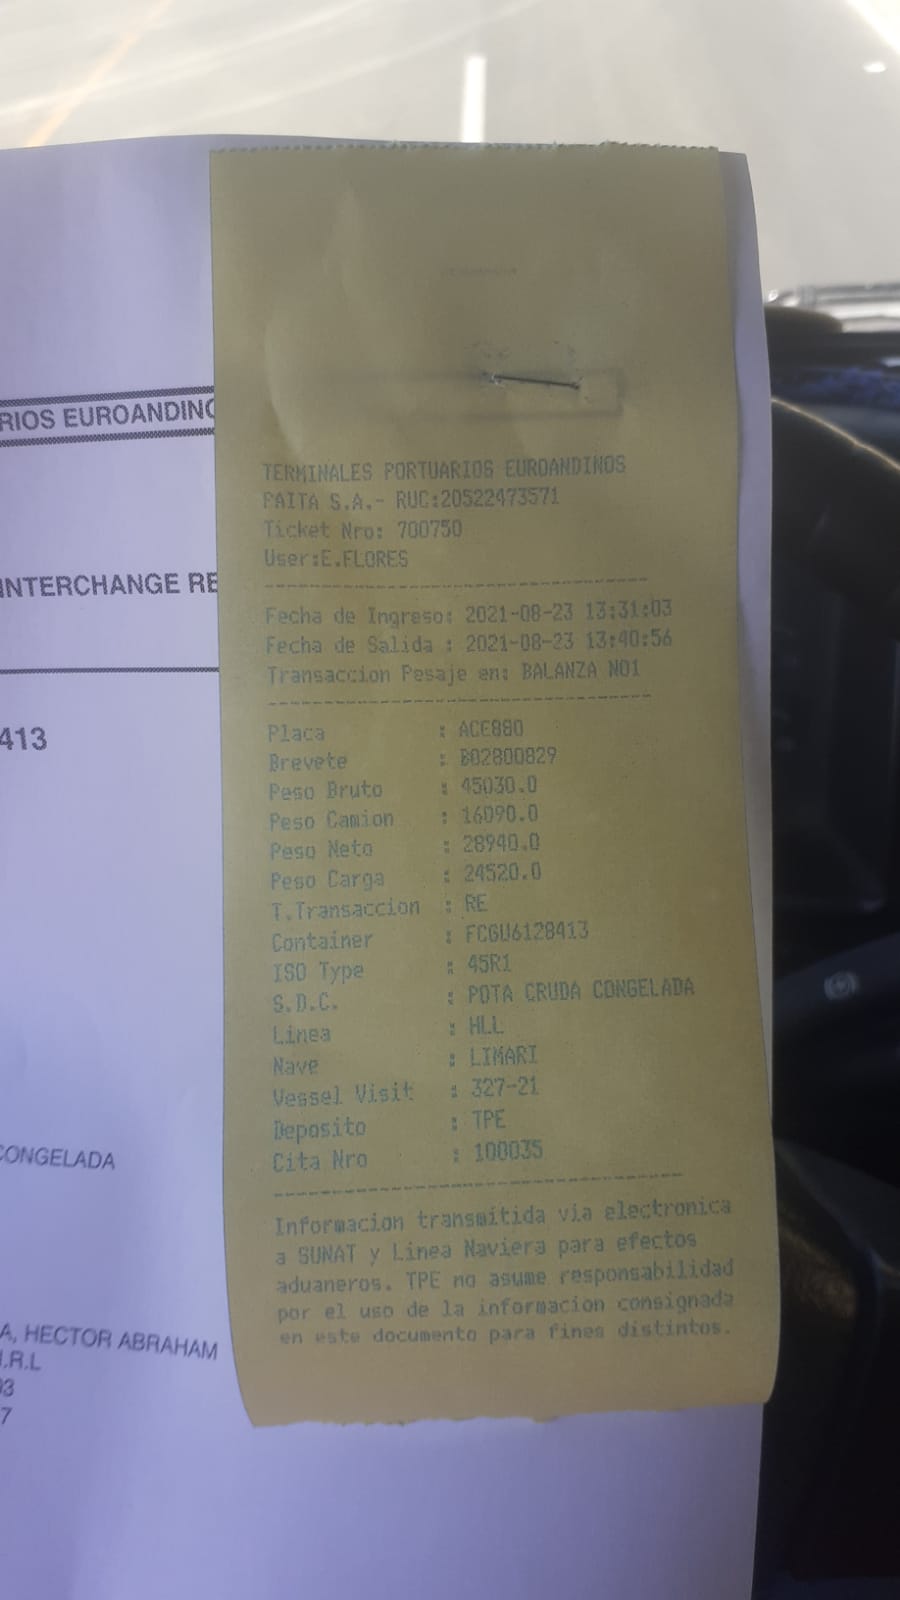 RIOS EUROANDINO
INTERCHANGE RE
413
CONGELADA
A, HECTOR ABRAHAM
I.R.L
03
7
TERMINALES PORTUARIOS EUROANDINOS
PAITA S.A.- RUC:20522473571
Ticket Nro: 700750
User:E.FLORES
Fecha de Ingreso: 2021-08-23 13:31:03
Fecha de Salida : 2021-08-23 13:40:56
Transaccion Pesaje en: BALANZA NO1
Placa : ACE880
Brevete : B02800829
Peso Bruto : 45030.0
Peso Camion : 16090.0
Peso Neto : 28940.0
Peso Carga : 24520.0
T.Transaccion : RE
Container : FCGU6128413
ISO Type : 45R1
S.D.C. : POTA CRUDA CONGELADA
Linea : HLL
Nave : LIMARI
Vessel Visit : 327-21
Deposito : TPE
Cita Nro : 100035
Informacion transmitida via electronica
a SUNAT y Linea Naviera para efectos
aduaneros. TPE no asume responsabilidad
por el uso de la informacion consignada
en este documento para fines distintos.